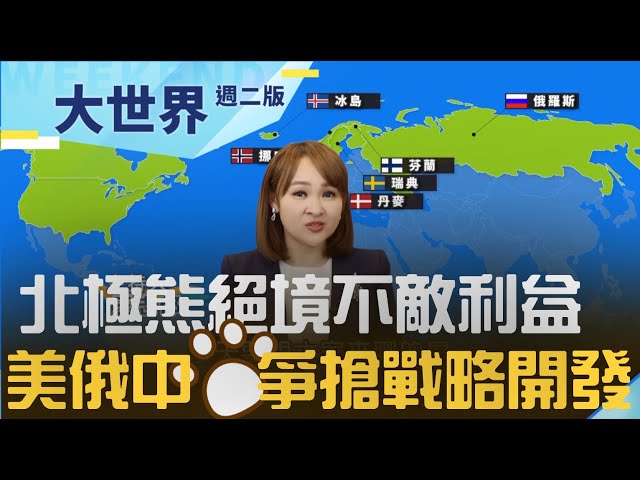 WEEKEND
大世界 週二版
冰島
俄羅斯
挪
芬蘭
瑞典
丹麥
北極熊絕境不敵利益
美俄中 爭搶戰略開發